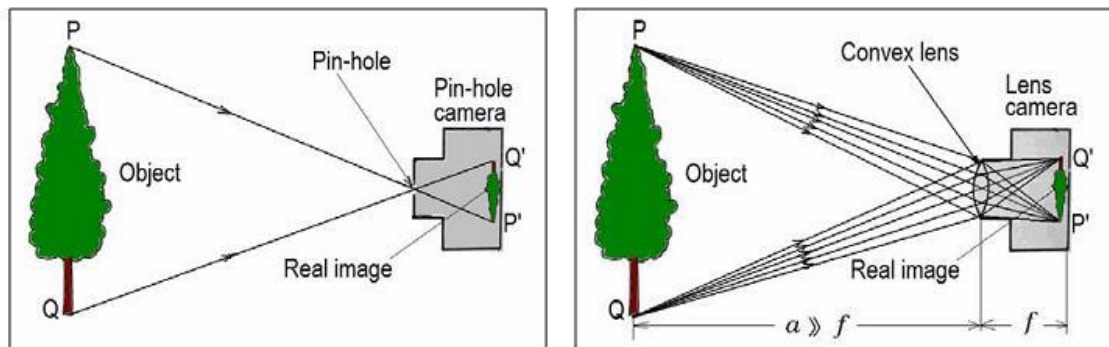 P
Pin-hole
Pin-hole
camera
Q'
Object
P'
Real image
Q
P
Convex lens
Lens
camera
Q'
Object
P'
Real image
Q
a ⟫ f
f